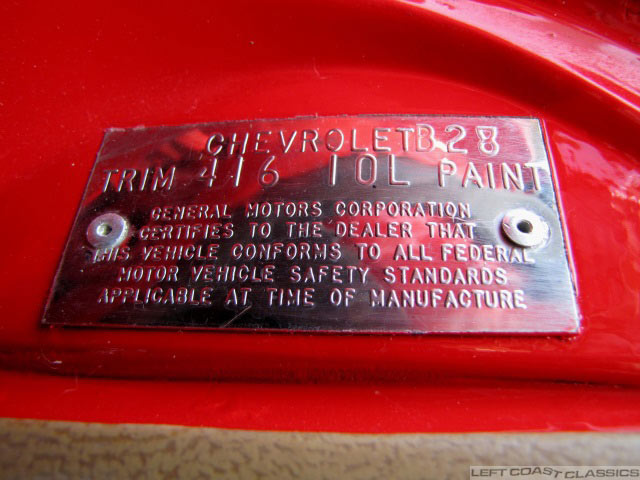 CHEVROLET B28
TRIM 416 10L PAINT
GENERAL MOTORS CORPORATION
CERTIFIES TO THE DEALER THAT
THIS VEHICLE CONFORMS TO ALL FEDERAL
MOTOR VEHICLE SAFETY STANDARDS
APPLICABLE AT TIME OF MANUFACTURE
LEFT COAST CLASSICS